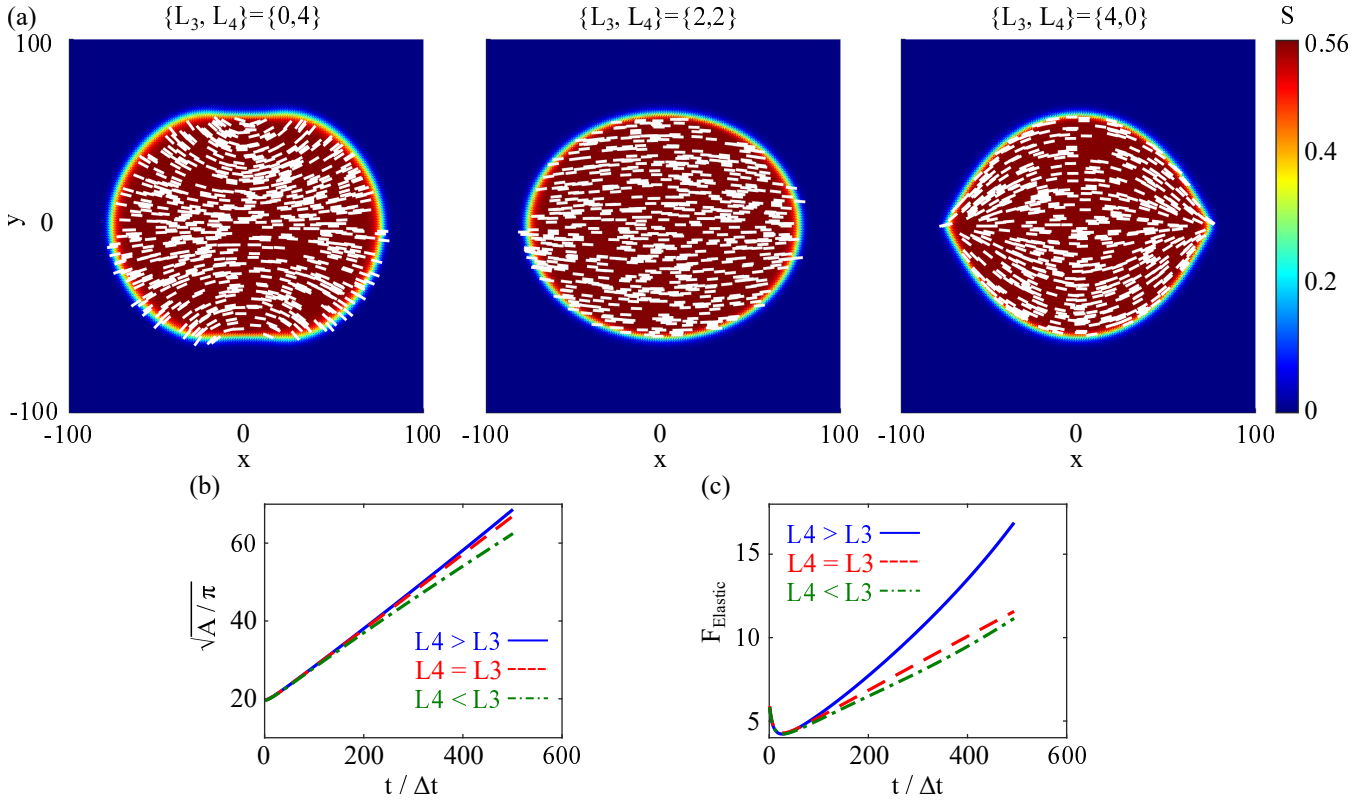 (a) {L3, L4}={0,4} {L3, L4}={2,2} {L3, L4}={4,0} S
100 0.56
0.4
y 0
0.2
-100 0
-100 0 100 -100 0 100 -100 0 100
x x x
(b) (c)
60
40
20
√A / π
L4 > L3
L4 = L3
L4 < L3
0 200 400 600
t / Δt
15
10
5
FElastic
L4 > L3
L4 = L3
L4 < L3
0 200 400 600
t / Δt